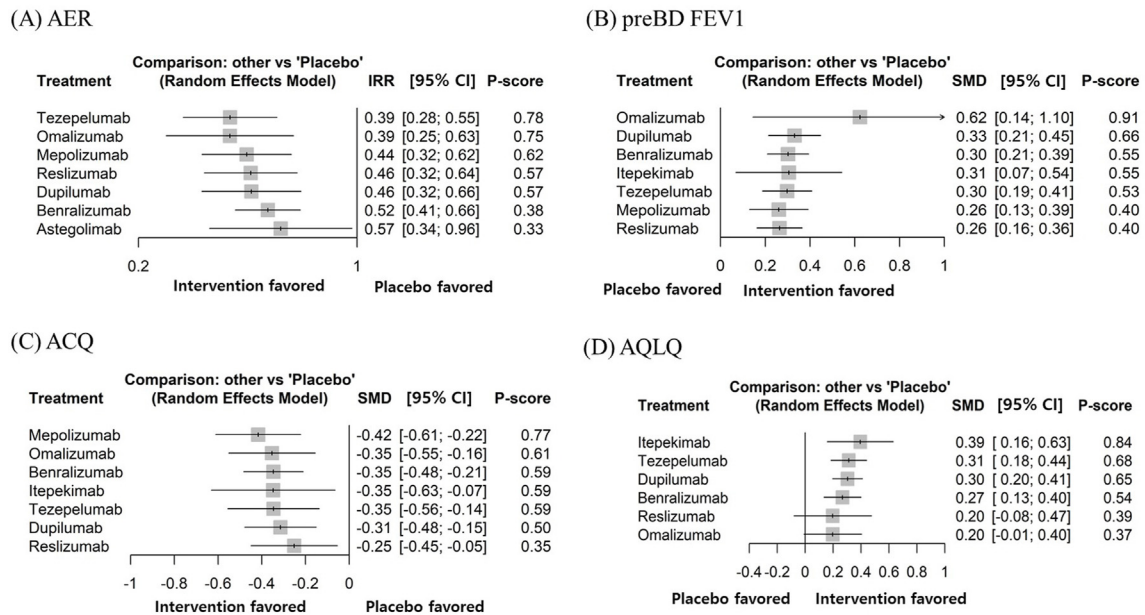 (A) AER
Comparison: other vs 'Placebo'
Treatment (Random Effects Model) IRR [95% CI] P-score
Tezepelumab 0.39 [0.28; 0.55] 0.78
Omalizumab 0.39 [0.25; 0.63] 0.75
Mepolizumab 0.44 [0.32; 0.62] 0.62
Reslizumab 0.46 [0.32; 0.64] 0.57
Dupilumab 0.46 [0.32; 0.66] 0.57
Benralizumab 0.52 [0.41; 0.66] 0.38
Astegolimab 0.57 [0.34; 0.96] 0.33
0.2 1
Intervention favored Placebo favored
(B) preBD FEV1
Comparison: other vs 'Placebo'
Treatment (Random Effects Model) SMD [95% CI] P-score
Omalizumab 0.62 [0.14; 1.10] 0.91
Dupilumab 0.33 [0.21; 0.45] 0.66
Benralizumab 0.30 [0.21; 0.39] 0.55
Itepekimab 0.31 [0.07; 0.54] 0.55
Tezepelumab 0.30 [0.19; 0.41] 0.53
Mepolizumab 0.26 [0.13; 0.39] 0.40
Reslizumab 0.26 [0.16; 0.36] 0.40
0 0.2 0.4 0.6 0.8 1
Placebo favored Intervention favored
(C) ACQ
Comparison: other vs 'Placebo'
Treatment (Random Effects Model) SMD [95% CI] P-score
Mepolizumab -0.42 [-0.61; -0.22] 0.77
Omalizumab -0.35 [-0.55; -0.16] 0.61
Benralizumab -0.35 [-0.48; -0.21] 0.59
Itepekimab -0.35 [-0.63; -0.07] 0.59
Tezepelumab -0.35 [-0.56; -0.14] 0.59
Dupilumab -0.31 [-0.48; -0.15] 0.50
Reslizumab -0.25 [-0.45; -0.05] 0.35
-1 -0.8 -0.6 -0.4 -0.2 0
Intervention favored Placebo favored
(D) AQLQ
Comparison: other vs 'Placebo'
Treatment (Random Effects Model) SMD [95% CI] P-score
Itepekimab 0.39 [ 0.16; 0.63] 0.84
Tezepelumab 0.31 [ 0.18; 0.44] 0.68
Dupilumab 0.30 [ 0.20; 0.41] 0.65
Benralizumab 0.27 [ 0.13; 0.40] 0.54
Reslizumab 0.20 [-0.08; 0.47] 0.39
Omalizumab 0.20 [-0.01; 0.40] 0.37
-0.4 -0.2 0 0.2 0.4 0.6 0.8 1
Placebo favored Intervention favored